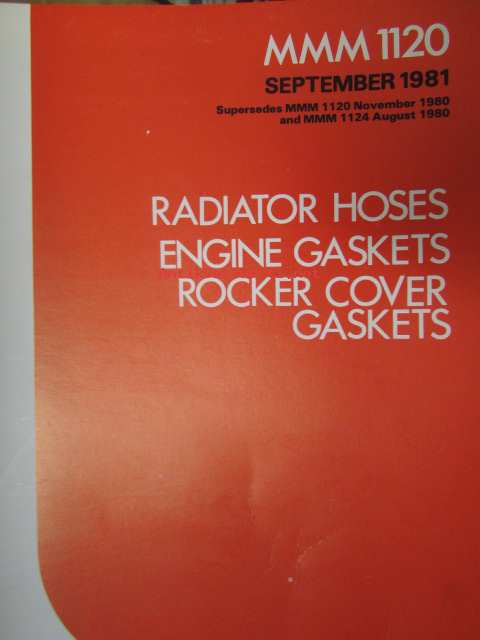 MMM 1120
SEPTEMBER 1981
Supersedes MMM 1120 November 1980
and MMM 1124 August 1980
RADIATOR HOSES
ENGINE GASKETS
ROCKER COVER
GASKETS